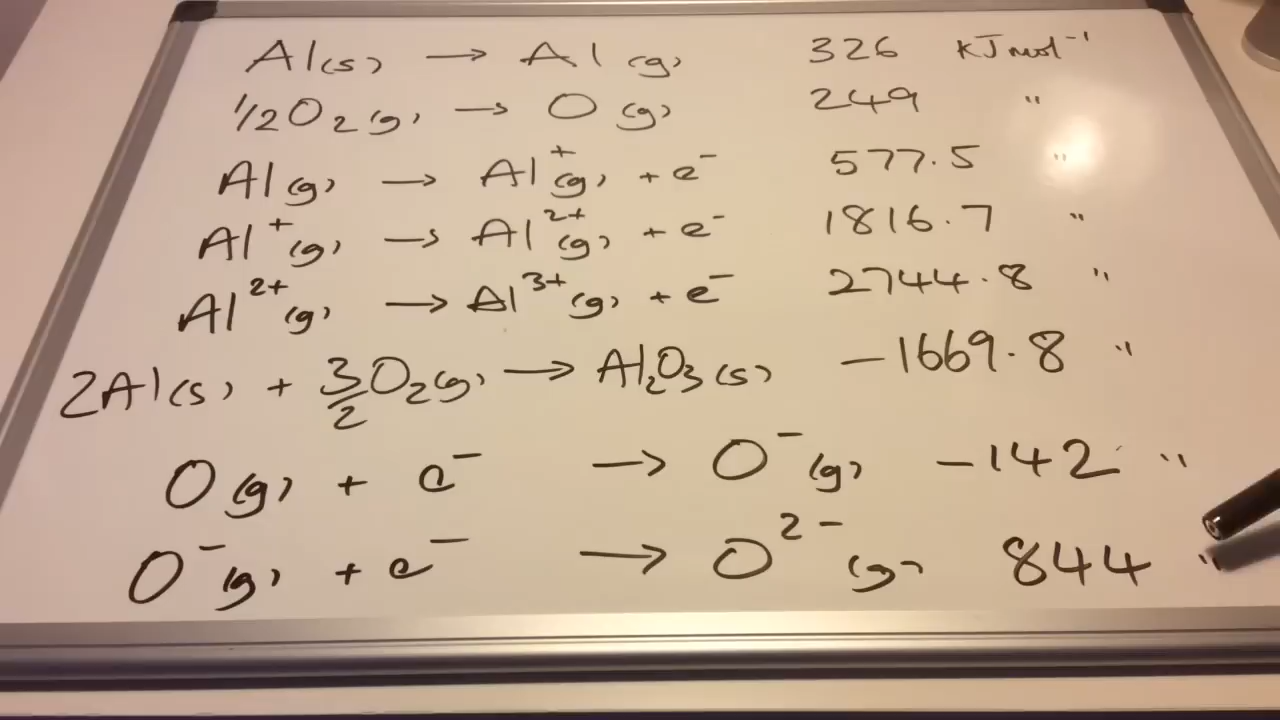 Al(s) → Al(g) 326 KJmol⁻¹
1/2O₂(g) → O(g) 249 "
Al(g) → Al⁺(g) + e⁻ 577.5 "
Al⁺(g) → Al²⁺(g) + e⁻ 1816.7 "
Al²⁺(g) → Al³⁺(g) + e⁻ 2744.8 "
2Al(s) + 3/2O₂(g) → Al₂O₃(s) −1669.8 "
O(g) + e⁻ → O⁻(g) −142 "
O⁻(g) + e⁻ → O²⁻(g) 844 "